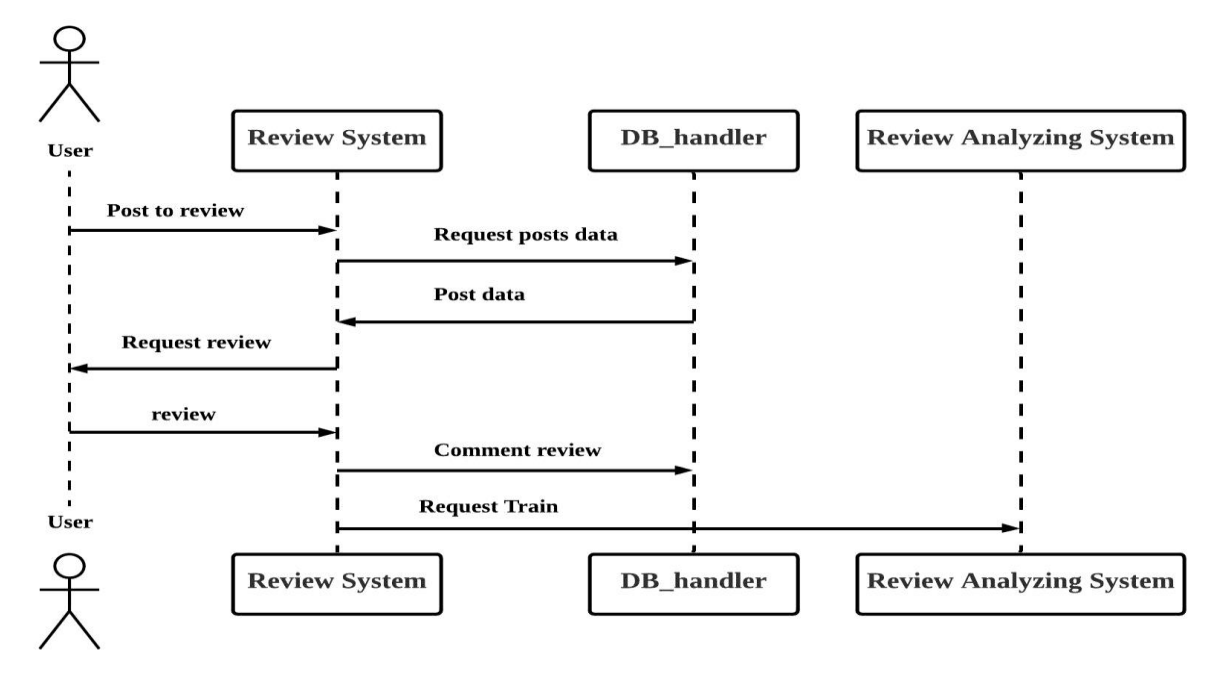 User
Review System
DB_handler
Review Analyzing System
Post to review
Request posts data
Post data
Request review
review
Comment review
Request Train
User
Review System
DB_handler
Review Analyzing System